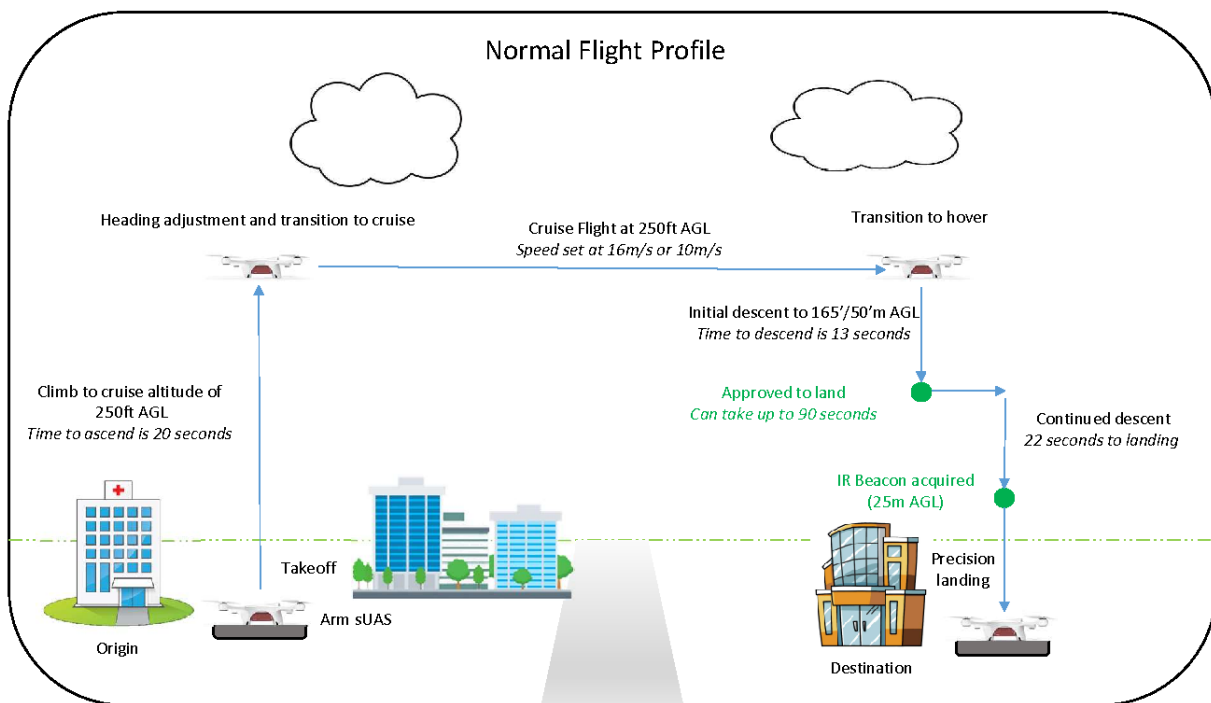 Normal Flight Profile
Heading adjustment and transition to cruise
Cruise Flight at 250ft AGL
Speed set at 16m/s or 10m/s
Transition to hover
Initial descent to 165'/50'm AGL
Time to descend is 13 seconds
Climb to cruise altitude of
250ft AGL
Time to ascend is 20 seconds
Approved to land
Can take up to 90 seconds
Continued descent
22 seconds to landing
IR Beacon acquired
(25m AGL)
Takeoff
Precision
landing
Arm sUAS
Origin
Destination